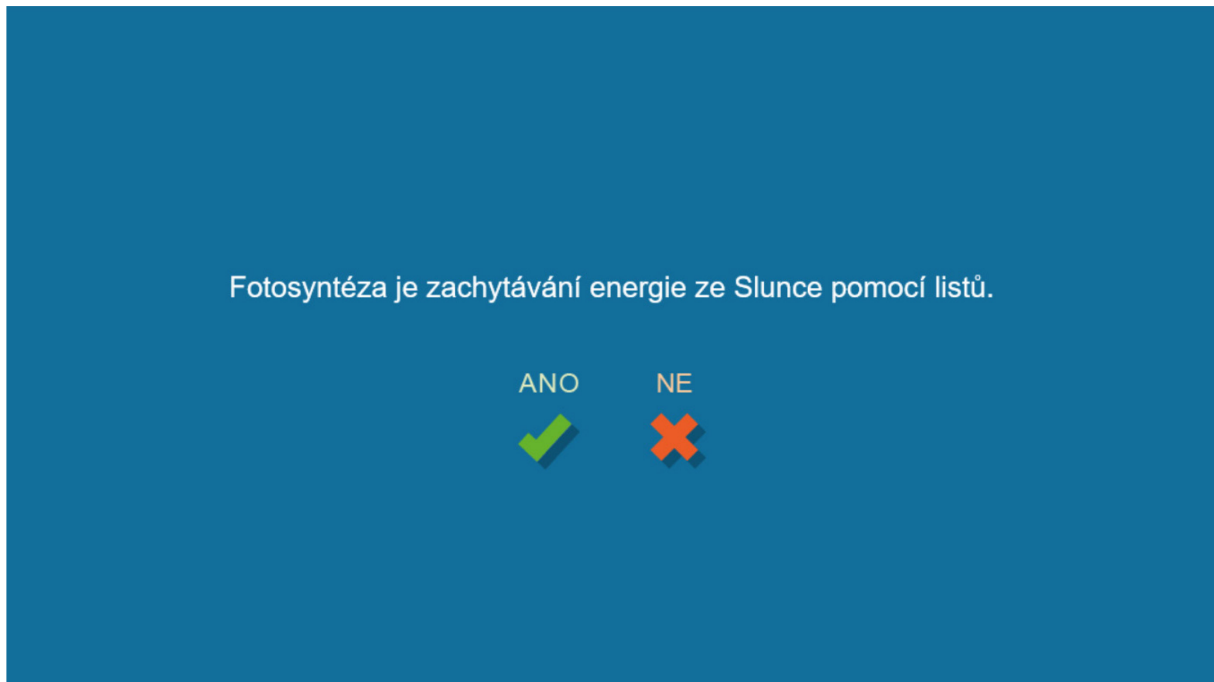 Fotosyntéza je zachytávání energie ze Slunce pomocí listů.
ANO NE